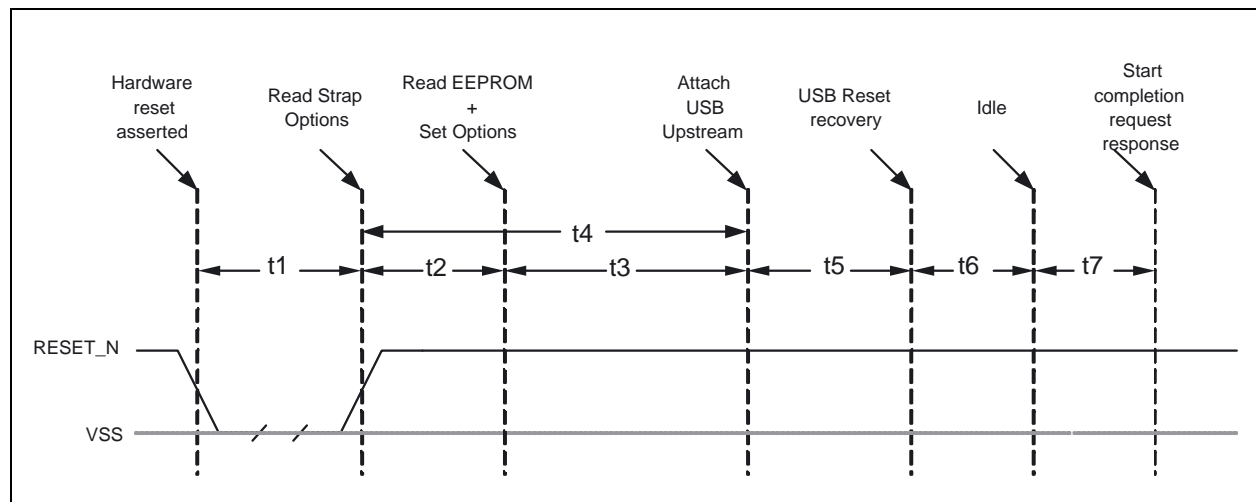 Hardware
reset
asserted
Read Strap
Options
Read EEPROM
+
Set Options
Attach
USB
Upstream
USB Reset
recovery
Idle
Start
completion
request
response
t4
t1
t2
t3
t5
t6
t7
RESET_N
VSS